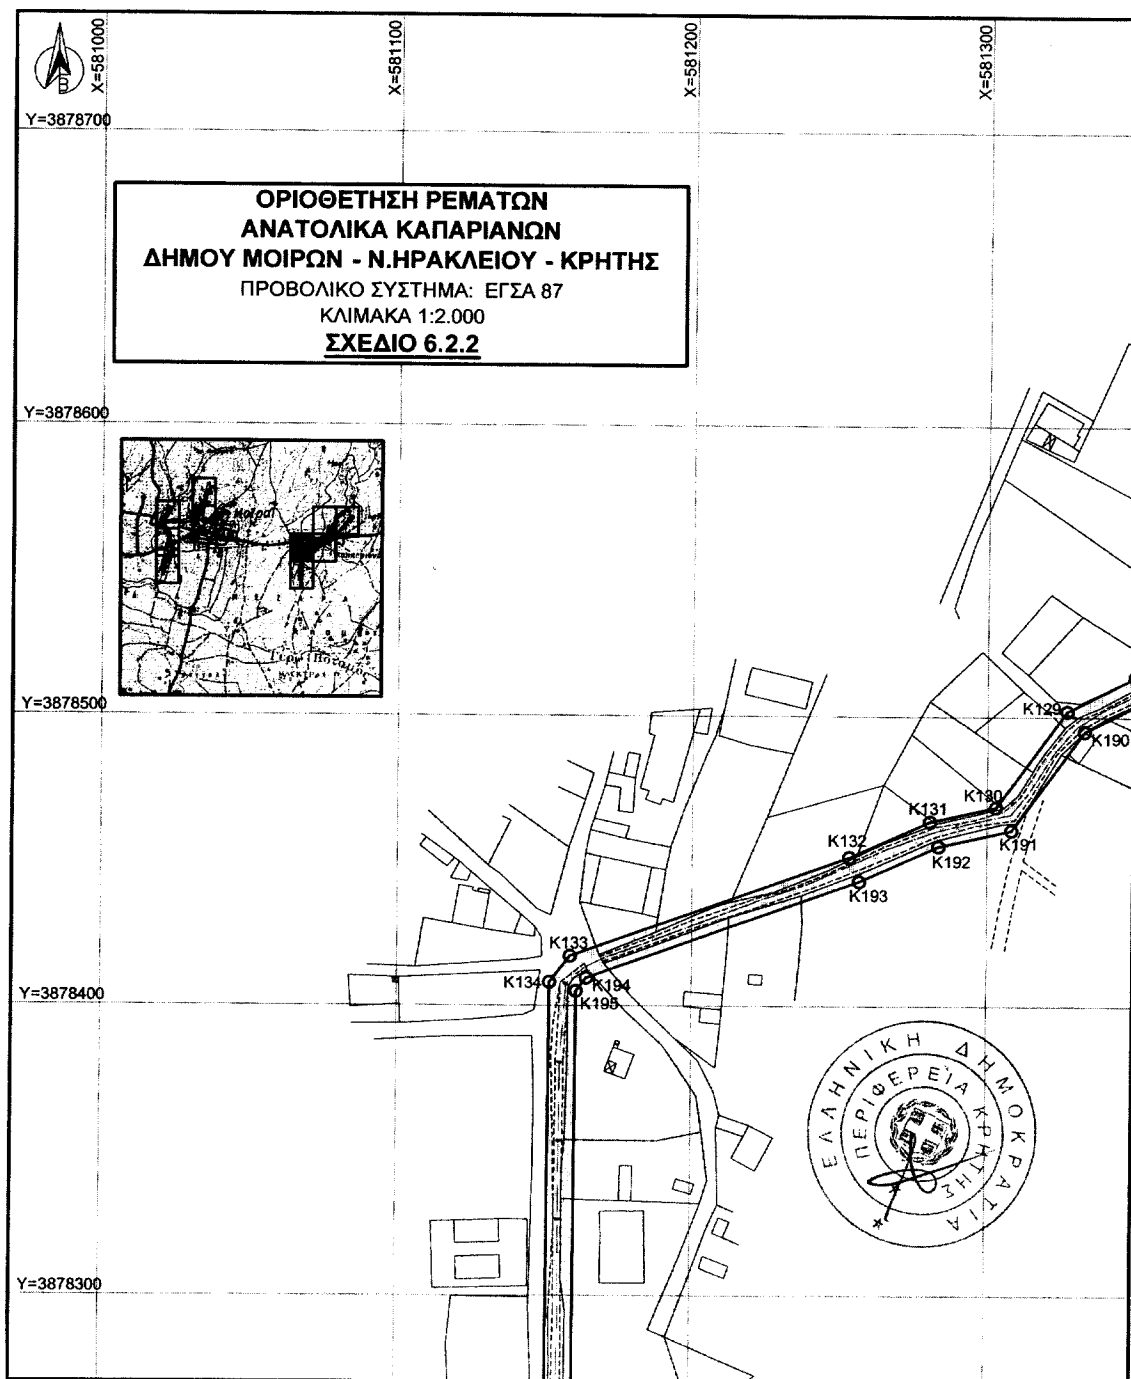 X=581000
X=581100
X=581200
X=581300
Y=3878700
ΟΡΙΟΘΕΤΗΣΗ ΡΕΜΑΤΩΝ
ΑΝΑΤΟΛΙΚΑ ΚΑΠΑΡΙΑΝΩΝ
ΔΗΜΟΥ ΜΟΙΡΩΝ - Ν.ΗΡΑΚΛΕΙΟΥ - ΚΡΗΤΗΣ
ΠΡΟΒΟΛΙΚΟ ΣΥΣΤΗΜΑ: ΕΓΣΑ 87
ΚΛΙΜΑΚΑ 1:2.000
ΣΧΕΔΙΟ 6.2.2
Y=3878600
Y=3878500
K129
K190
K130
K131
K191
K132
K192
K193
K133
K134
K194
K195
Y=3878400
ΕΛΛΗΝΙΚΗ ΔΗΜΟΚΡΑΤΙΑ
ΠΕΡΙΦΕΡΕΙΑ ΚΡΗΤΗΣ
Y=3878300